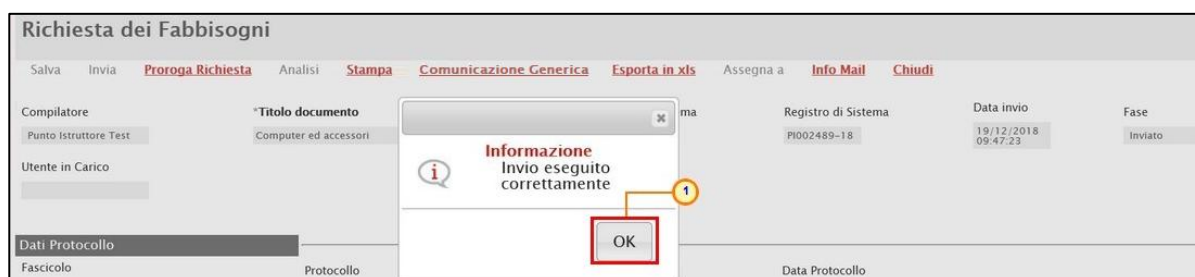 Richiesta dei Fabbisogni
Salva Invia Proroga Richiesta Analisi Stampa Comunicazione Generica Esporta in xls Assegna a Info Mail Chiudi
Compilatore *Titolo documento ma Registro di Sistema Data invio Fase
Punto Istruttore Test Computer ed accessori PI002489-18 19/12/2018 Inviato
09:47:23
Utente in Carico
Informazione
Invio eseguito
correttamente
1
OK
Dati Protocollo
Fascicolo Protocollo Data Protocollo